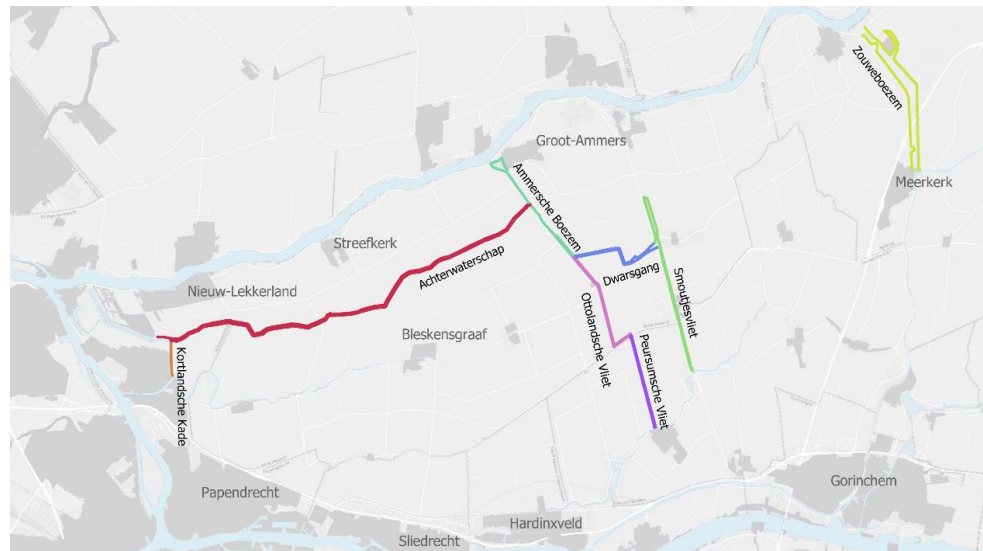 Zouweboezem
Groot-Ammers
Meerkerk
Ammersche Boezem
Streefkerk
Achterwaterschap
Dwarsgang
Smoutjesvliet
Nieuw-Lekkerland
Ottolandsche Vliet
Bleskensgraaf
Peursumsche Vliet
Kortlandsche Kade
Papendrecht
Gorinchem
Hardinxveld
Sliedrecht